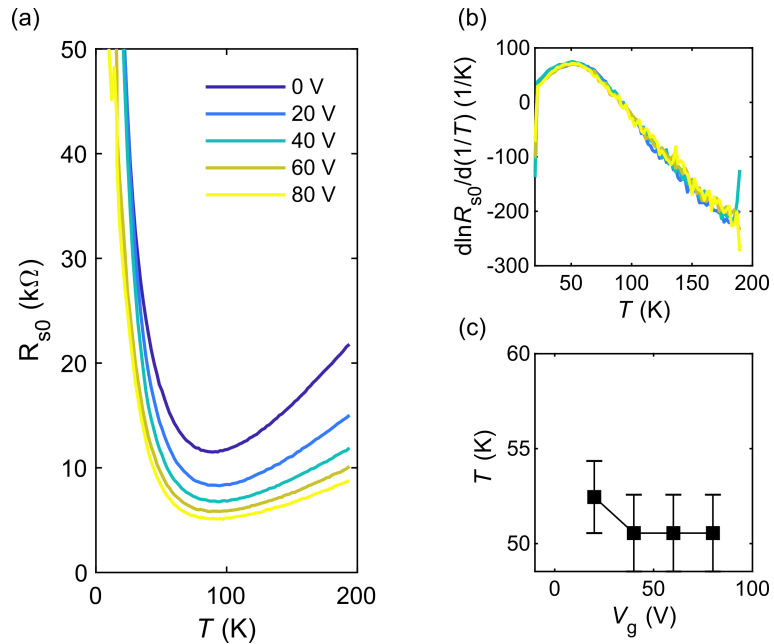 (a)
50
40
30
20
10
0
R_s0 (kΩ)
0 V
20 V
40 V
60 V
80 V
0
100
200
T (K)
(b)
100
0
-100
-200
-300
dlnR_s0/d(1/T) (1/K)
50
100
150
200
T (K)
(c)
60
55
50
T (K)
0
50
100
V_g (V)